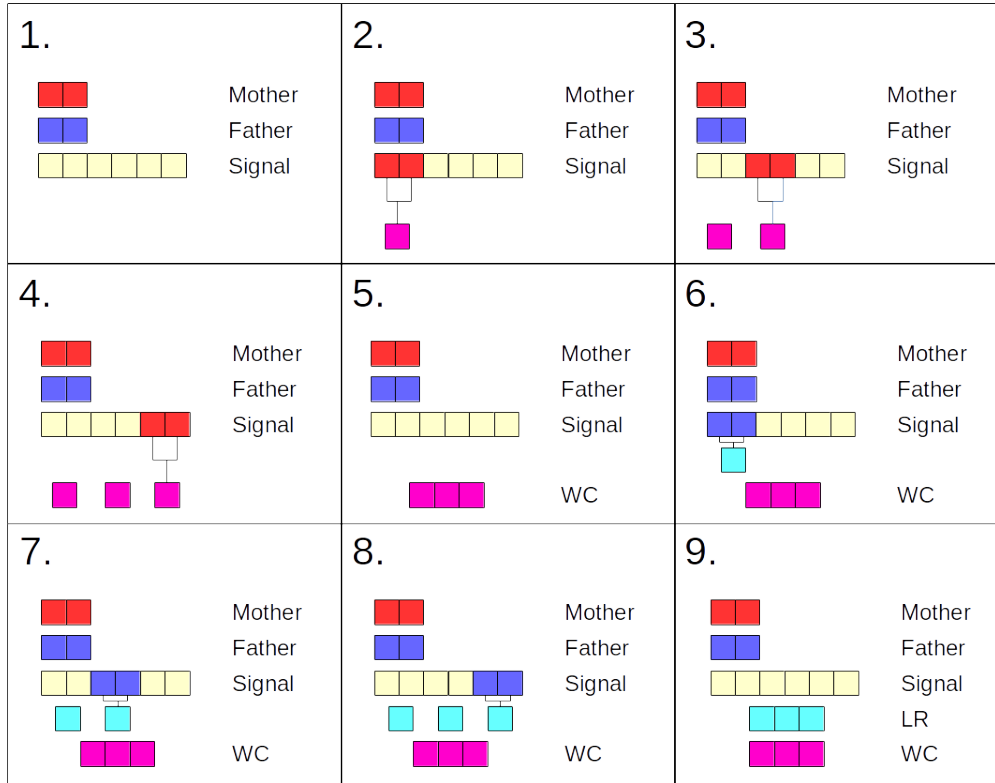 1.
Mother
Father
Signal
2.
Mother
Father
Signal
3.
Mother
Father
Signal
4.
Mother
Father
Signal
5.
Mother
Father
Signal
WC
6.
Mother
Father
Signal
WC
7.
Mother
Father
Signal
WC
8.
Mother
Father
Signal
WC
9.
Mother
Father
Signal
LR
WC